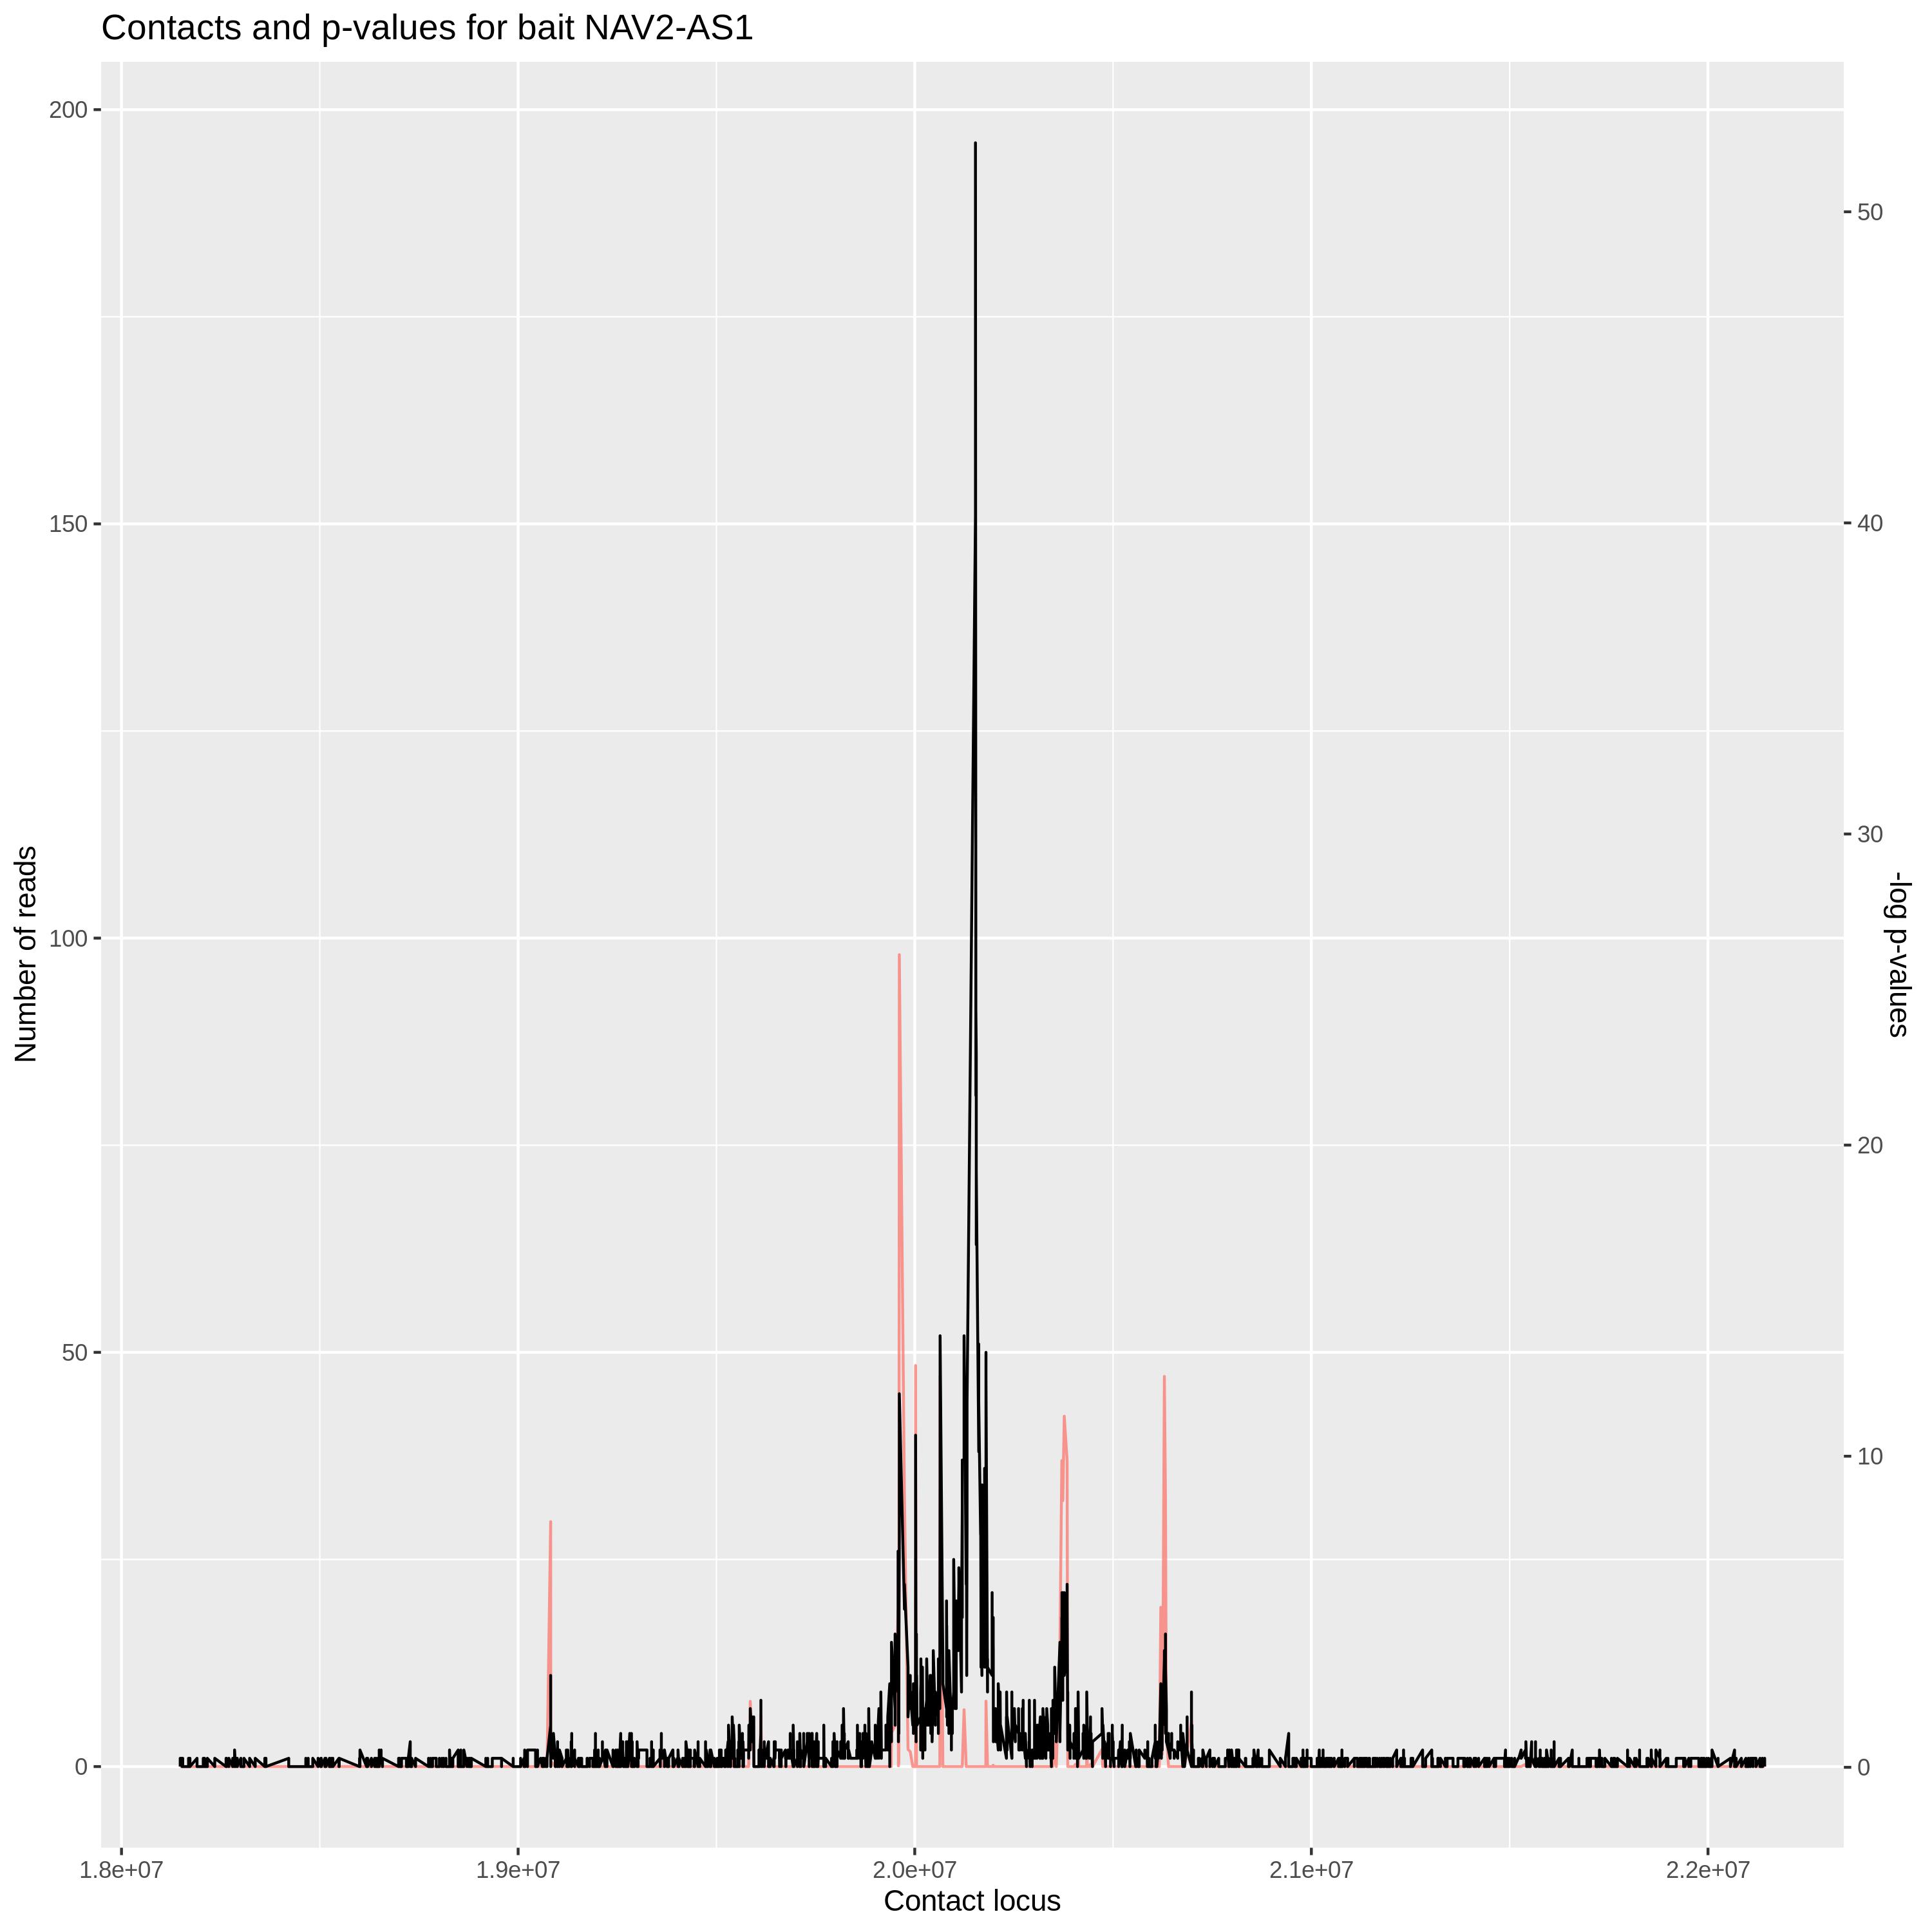 Contacts and p-values for bait NAV2-AS1
200
150
100
50
0
Number of reads
50
40
30
20
10
0
-log p-values
1.8e+07
1.9e+07
2.0e+07
2.1e+07
2.2e+07
Contact locus